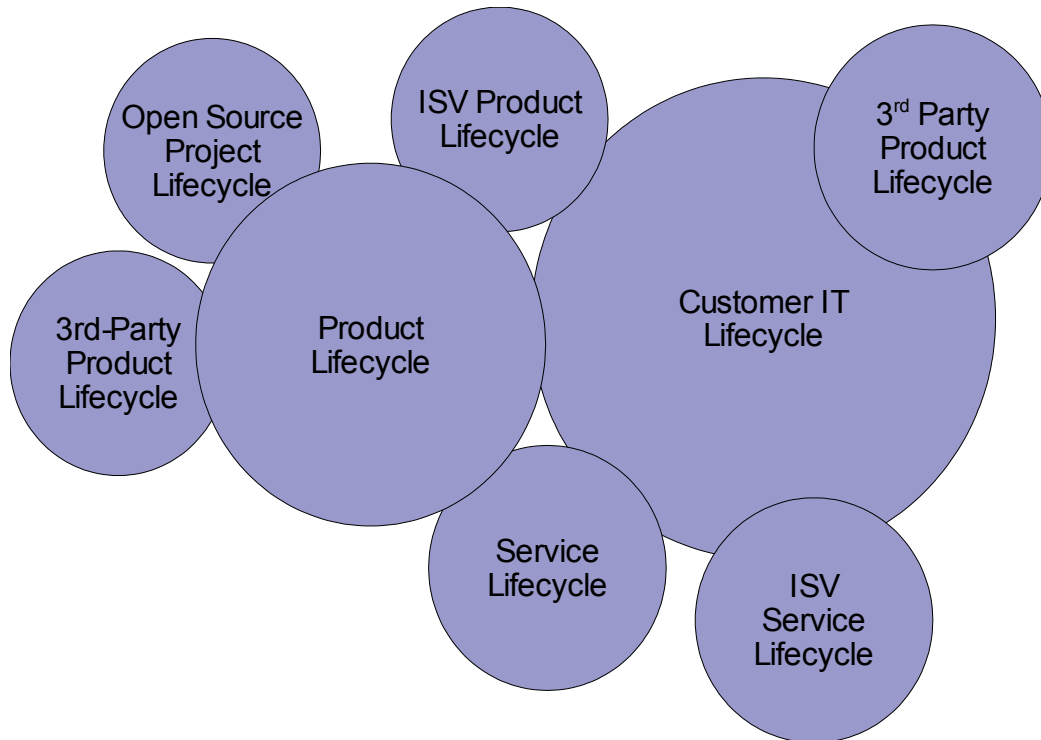 Open Source
Project
Lifecycle
ISV Product
Lifecycle
3rd Party
Product
Lifecycle
3rd-Party
Product
Lifecycle
Product
Lifecycle
Customer IT
Lifecycle
Service
Lifecycle
ISV
Service
Lifecycle